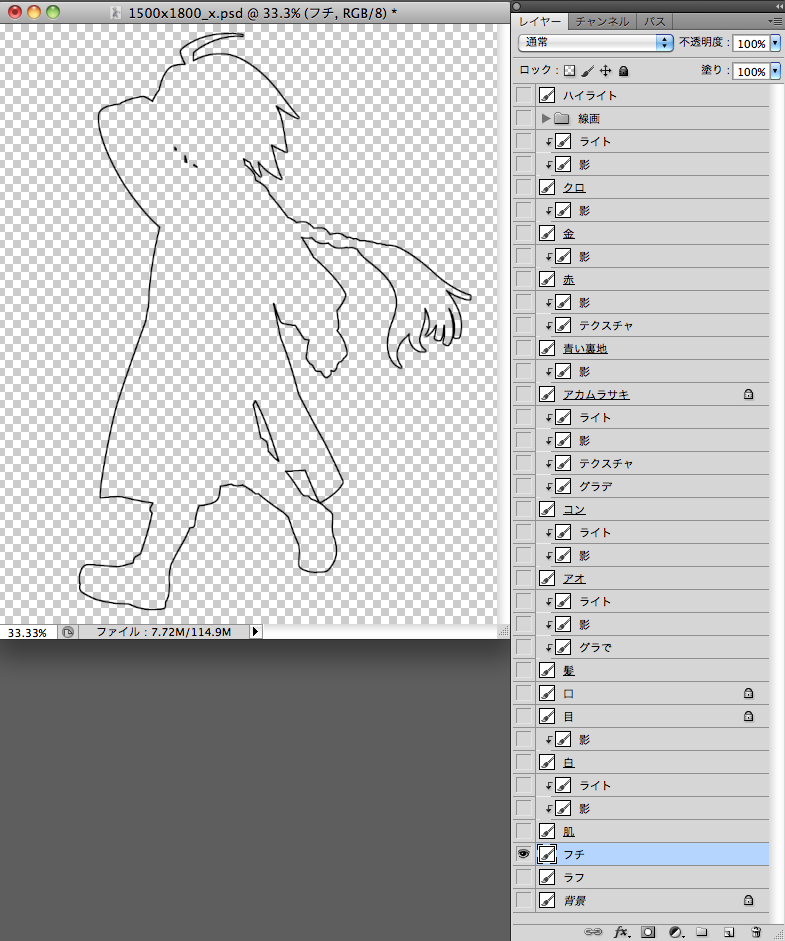 1500x1800_x.psd @ 33.3% (フチ, RGB/8) *
レイヤー チャンネル パス
通常 不透明度 : 100%
ロック : 塗り : 100%
ハイライト
線画
ライト
影
クロ
影
金
影
赤
影
テクスチャ
青い裏地
影
アカムラサキ
ライト
影
テクスチャ
グラデ
コン
ライト
影
アオ
ライト
影
グラで
髪
口
目
影
白
ライト
影
肌
フチ
ラフ
背景
33.33% ファイル : 7.72M/114.9M
fx